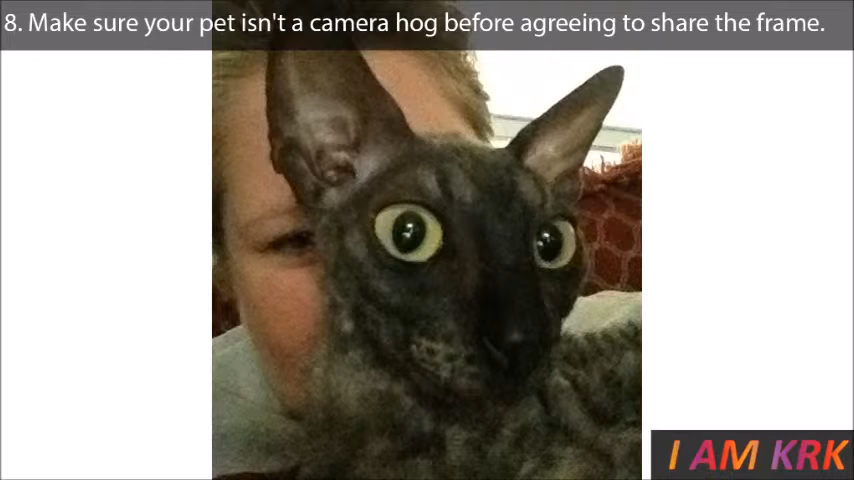 8. Make sure your pet isn't a camera hog before agreeing to share the frame.
I AM KRK